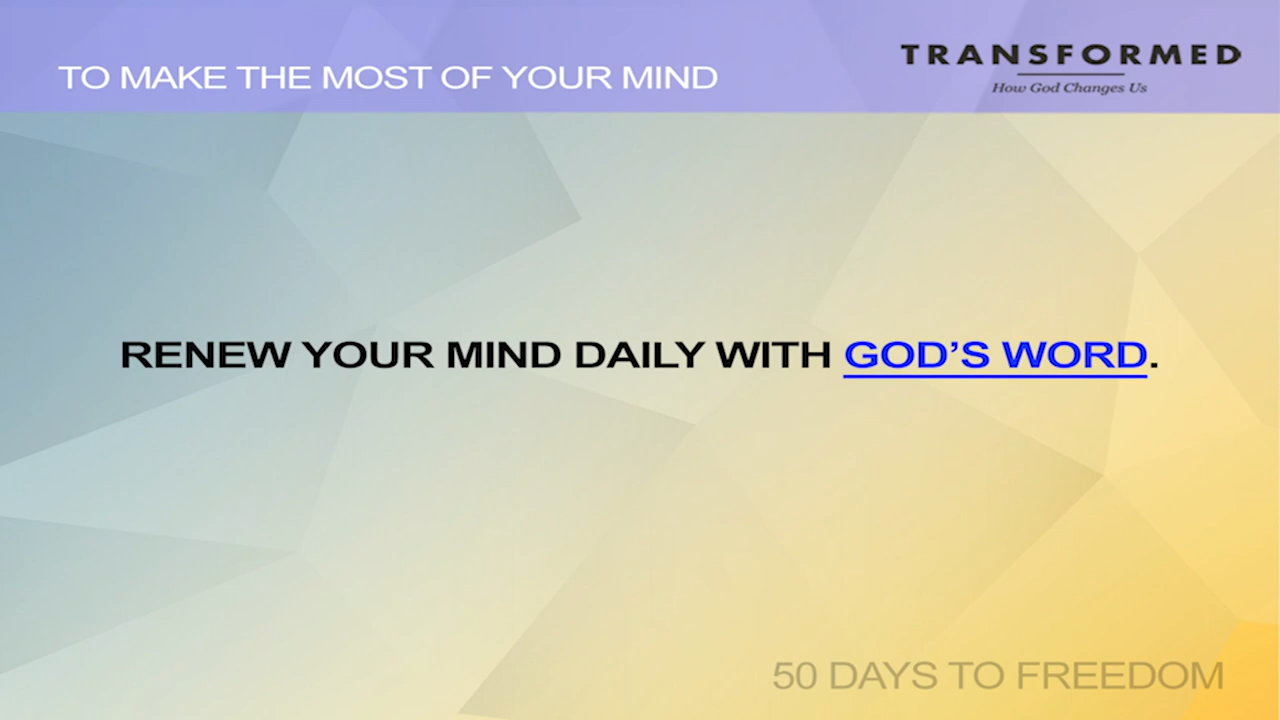 TO MAKE THE MOST OF YOUR MIND
TRANSFORMED
How God Changes Us
RENEW YOUR MIND DAILY WITH GOD’S WORD.
50 DAYS TO FREEDOM